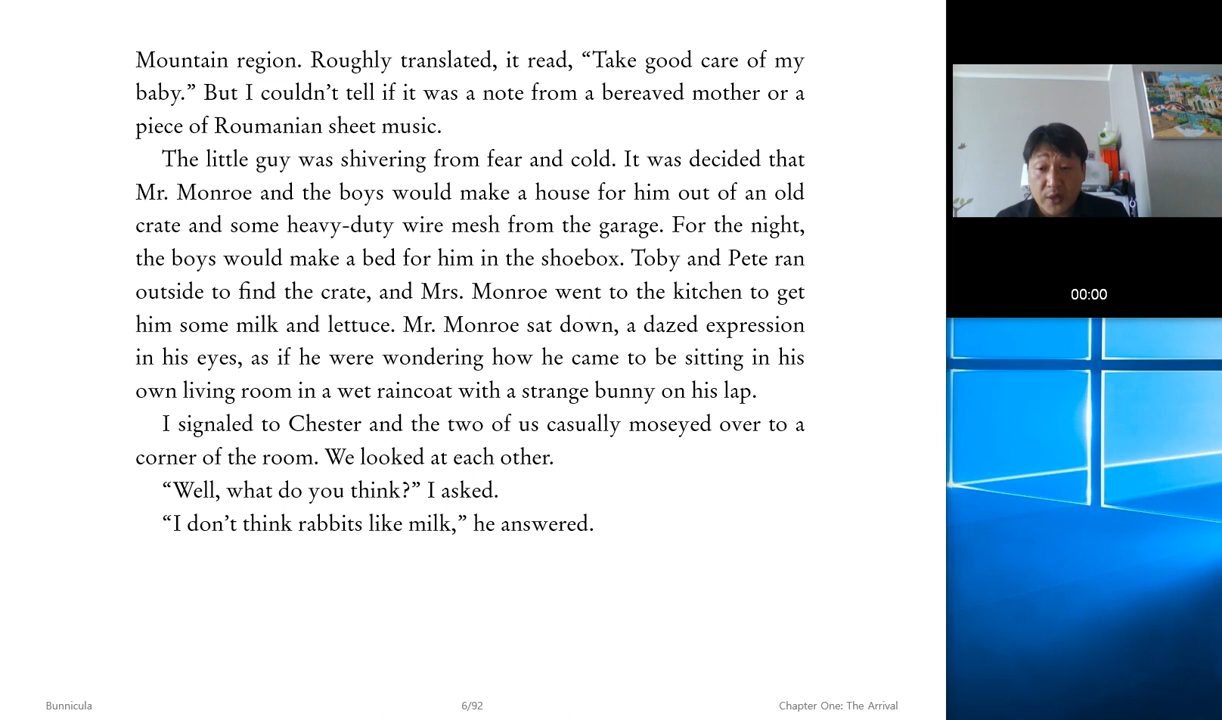 Mountain region. Roughly translated, it read, “Take good care of my
baby.” But I couldn’t tell if it was a note from a bereaved mother or a
piece of Roumanian sheet music.
The little guy was shivering from fear and cold. It was decided that
Mr. Monroe and the boys would make a house for him out of an old
crate and some heavy-duty wire mesh from the garage. For the night,
the boys would make a bed for him in the shoebox. Toby and Pete ran
outside to find the crate, and Mrs. Monroe went to the kitchen to get
him some milk and lettuce. Mr. Monroe sat down, a dazed expression
in his eyes, as if he were wondering how he came to be sitting in his
own living room in a wet raincoat with a strange bunny on his lap.
I signaled to Chester and the two of us casually moseyed over to a
corner of the room. We looked at each other.
“Well, what do you think?” I asked.
“I don’t think rabbits like milk,” he answered.
Bunnicula
6/92
Chapter One: The Arrival
00:00